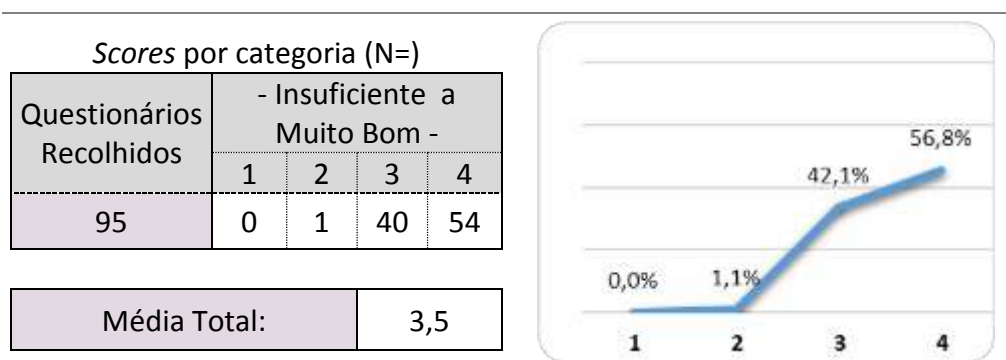 Scores por categoria (N=)
Questionários Recolhidos
- Insuficiente a
Muito Bom -
1 2 3 4
95 0 1 40 54
Média Total: 3,5
56,8%
42,1%
0,0% 1,1%
1 2 3 4